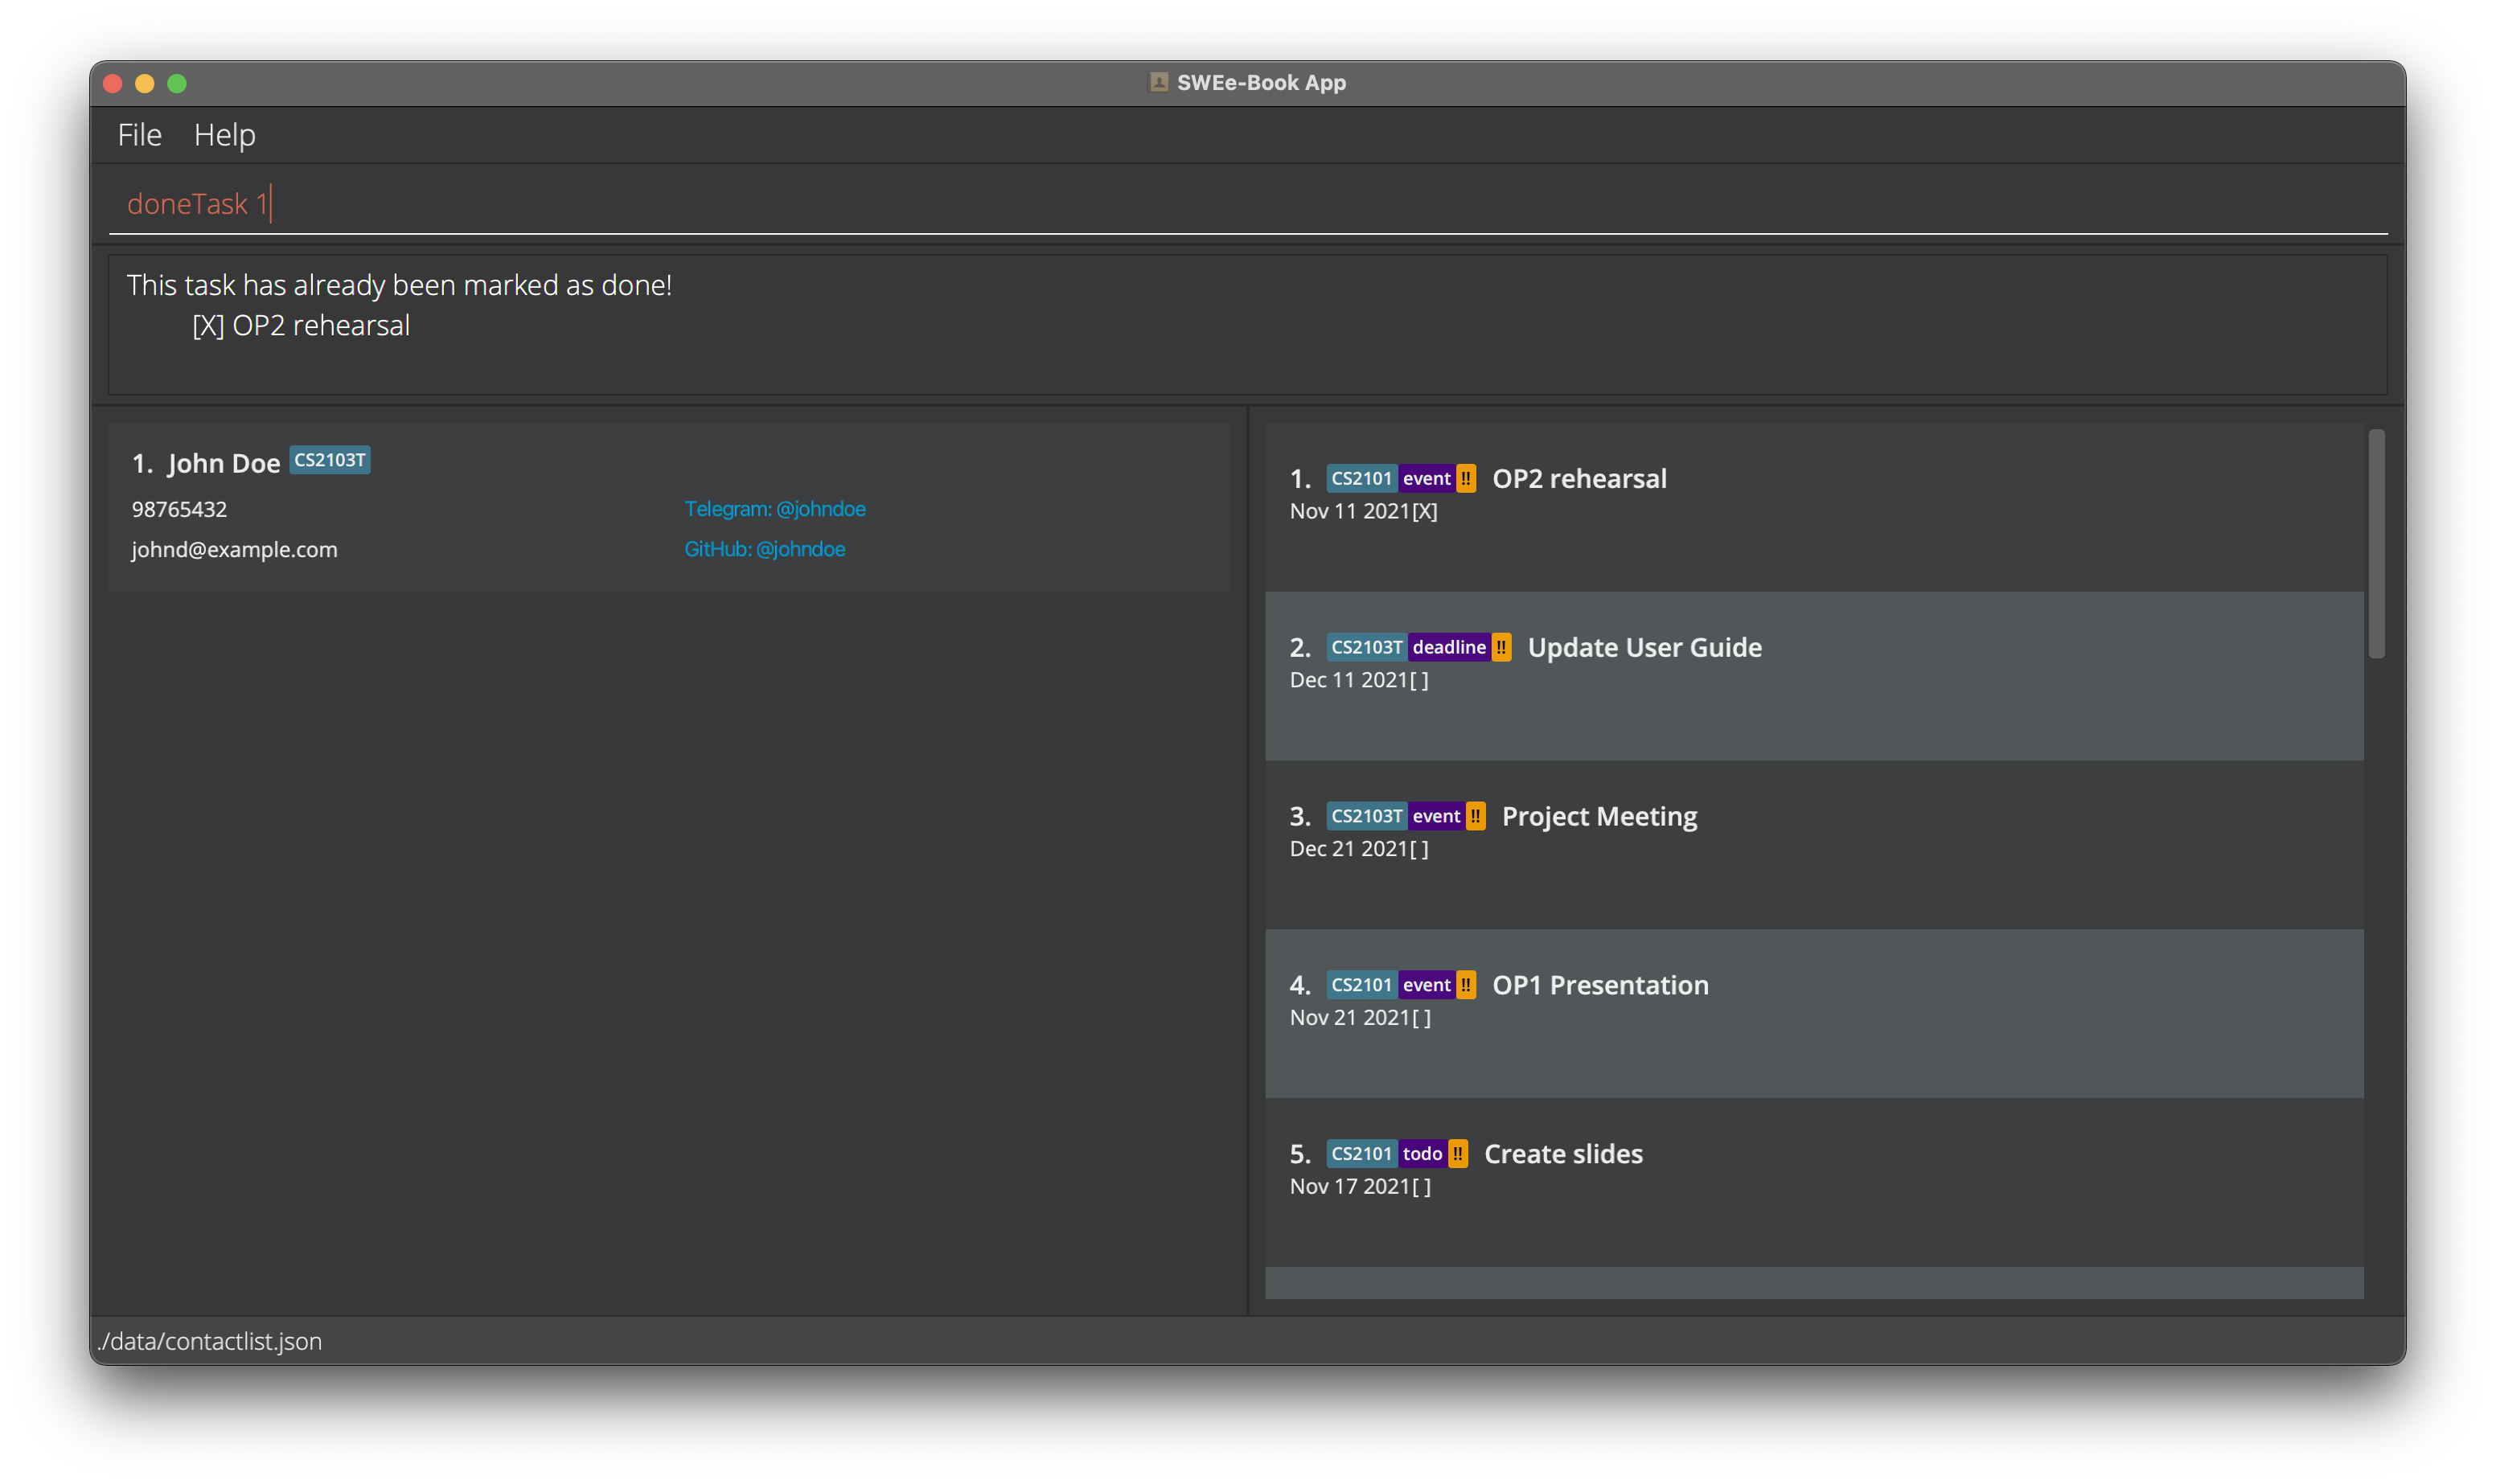 SWEe-Book App
File Help
doneTask 1
This task has already been marked as done!
[X] OP2 rehearsal
1. John Doe CS2103T
98765432 Telegram: @johndoe
johnd@example.com GitHub: @johndoe
1. CS2101 event !! OP2 rehearsal
Nov 11 2021[X]
2. CS2103T deadline !! Update User Guide
Dec 11 2021[ ]
3. CS2103T event !! Project Meeting
Dec 21 2021[ ]
4. CS2101 event !! OP1 Presentation
Nov 21 2021[ ]
5. CS2101 todo !! Create slides
Nov 17 2021[ ]
./data/contactlist.json